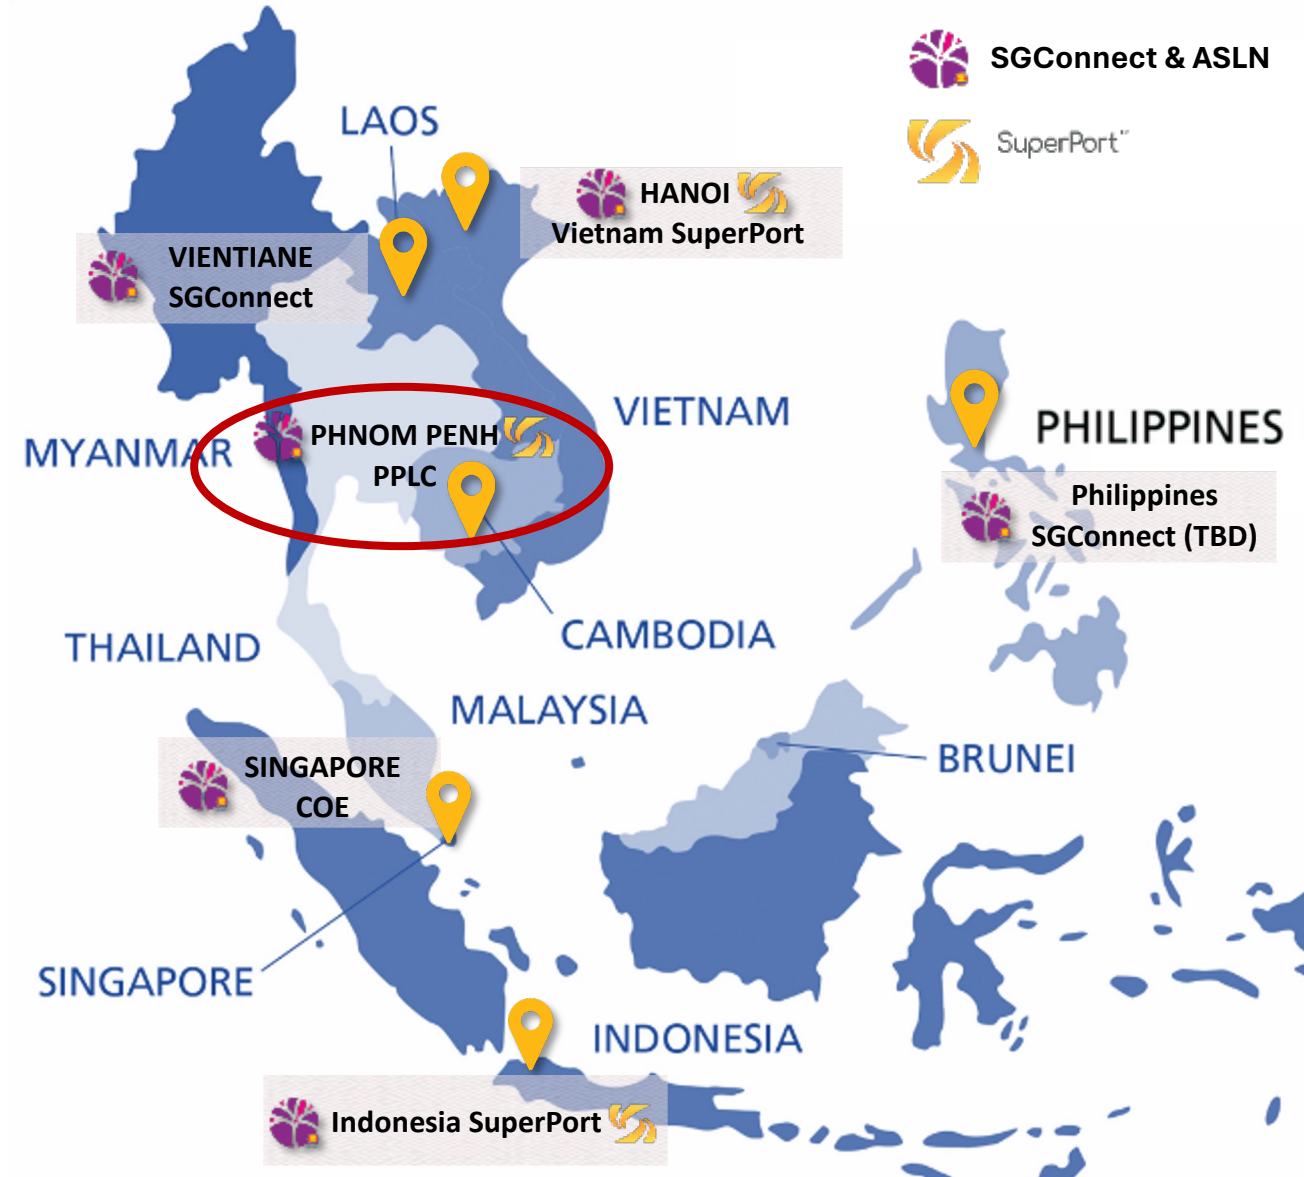 SGConnect & ASLN
SuperPort™
LAOS
HANOI
Vietnam SuperPort
VIENTIANE
SGConnect
VIETNAM
MYANMAR
PHNOM PENH
PPLC
PHILIPPINES
Philippines
SGConnect (TBD)
THAILAND
CAMBODIA
MALAYSIA
BRUNEI
SINGAPORE
COE
SINGAPORE
INDONESIA
Indonesia SuperPort